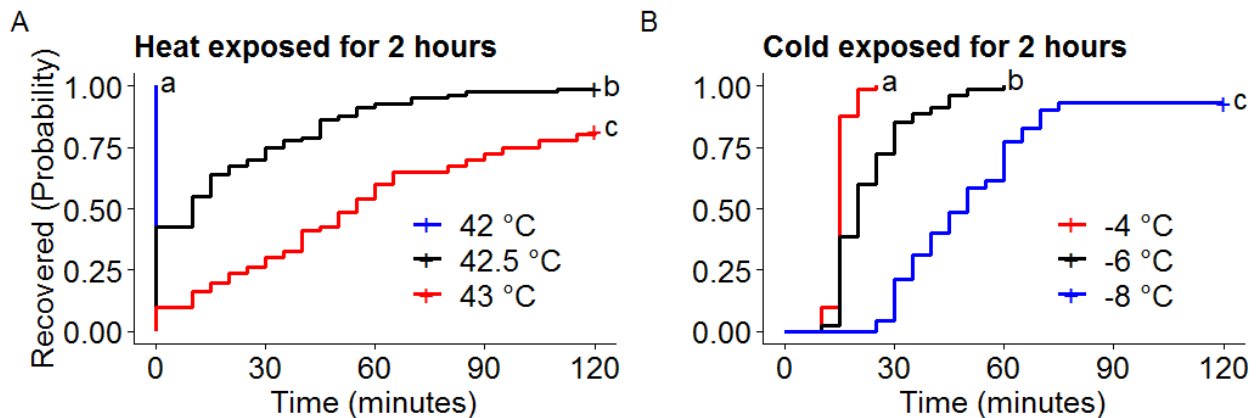 A
Heat exposed for 2 hours
Recovered (Probability)
1.00
0.75
0.50
0.25
0.00
a
b
c
42 °C
42.5 °C
43 °C
0 30 60 90 120
Time (minutes)
B
Cold exposed for 2 hours
1.00
0.75
0.50
0.25
0.00
a
b
c
-4 °C
-6 °C
-8 °C
0 30 60 90 120
Time (minutes)